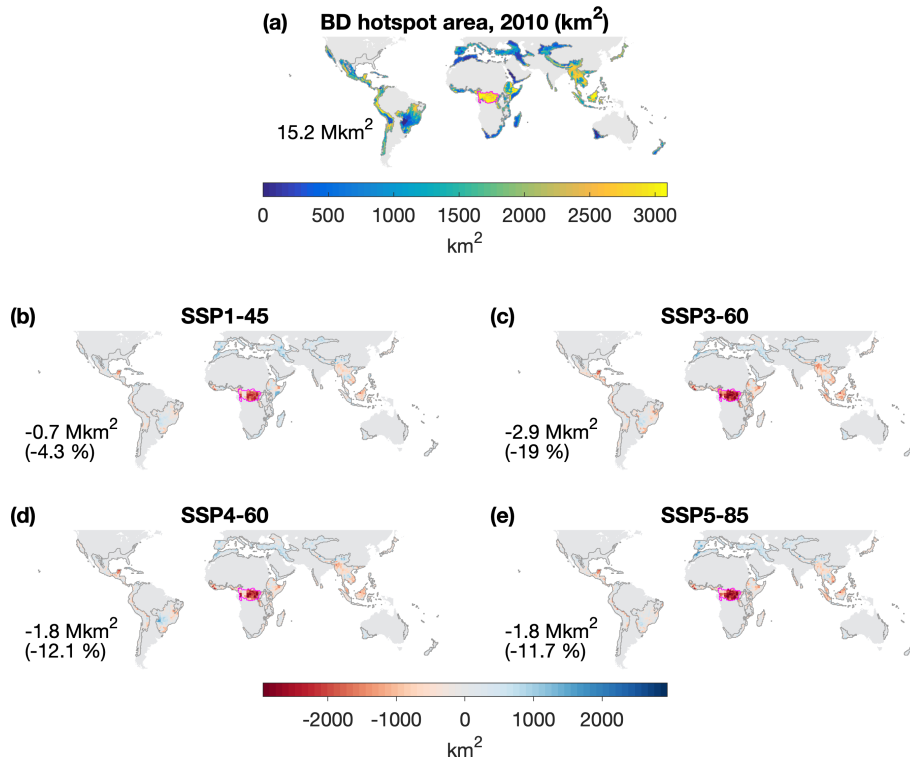 (a) BD hotspot area, 2010 (km²)
15.2 Mkm²
0 500 1000 1500 2000 2500 3000
km²
(b) SSP1-45
-0.7 Mkm²
(-4.3 %)
(c) SSP3-60
-2.9 Mkm²
(-19 %)
(d) SSP4-60
-1.8 Mkm²
(-12.1 %)
(e) SSP5-85
-1.8 Mkm²
(-11.7 %)
-2000 -1000 0 1000 2000
km²